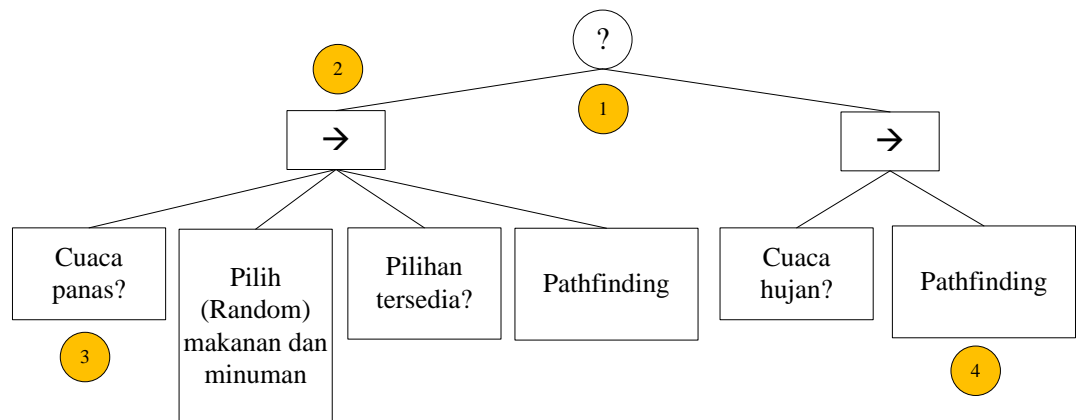 ?
2
1
→
→
Cuaca
panas?
Pilih
(Random)
makanan dan
minuman
Pilihan
tersedia?
Pathfinding
Cuaca
hujan?
Pathfinding
3
4